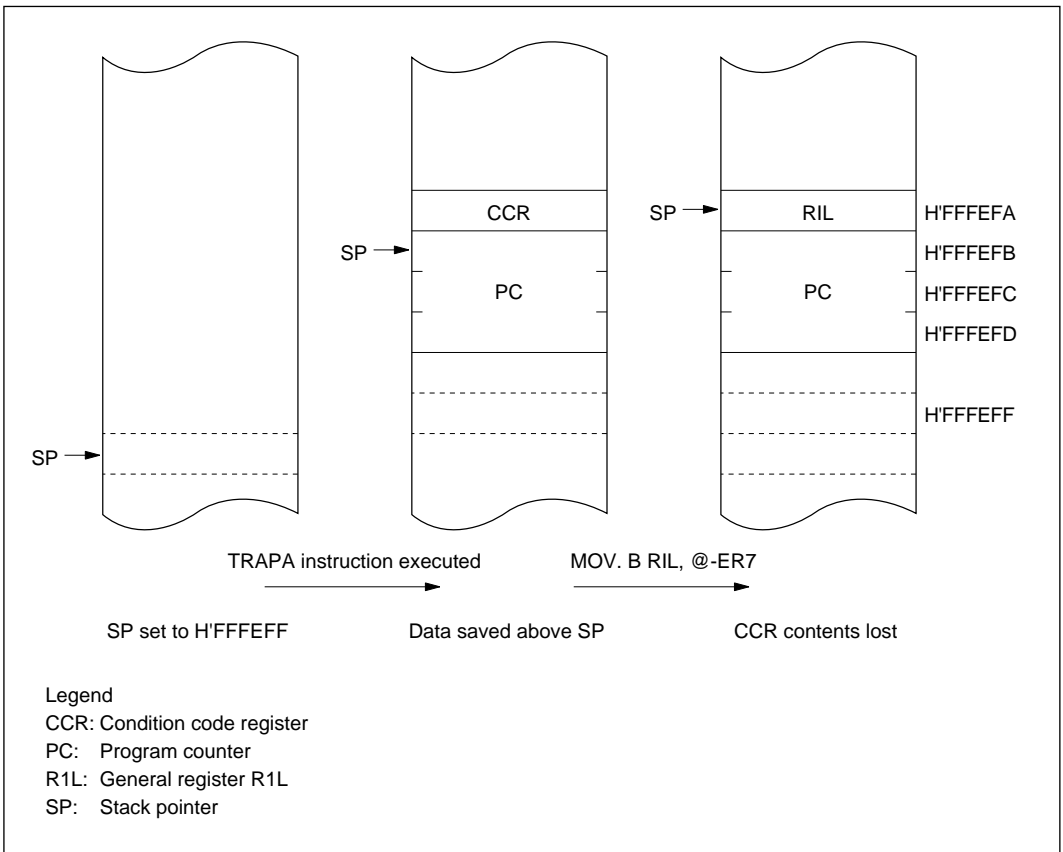 CCR
SP
RIL
H'FFFEFA
SP
H'FFFEFB
PC
PC
H'FFFEFC
H'FFFEFD
H'FFFEFF
SP
TRAPA instruction executed
MOV. B RIL, @-ER7
SP set to H'FFFEFF
Data saved above SP
CCR contents lost
Legend
CCR: Condition code register
PC: Program counter
R1L: General register R1L
SP: Stack pointer